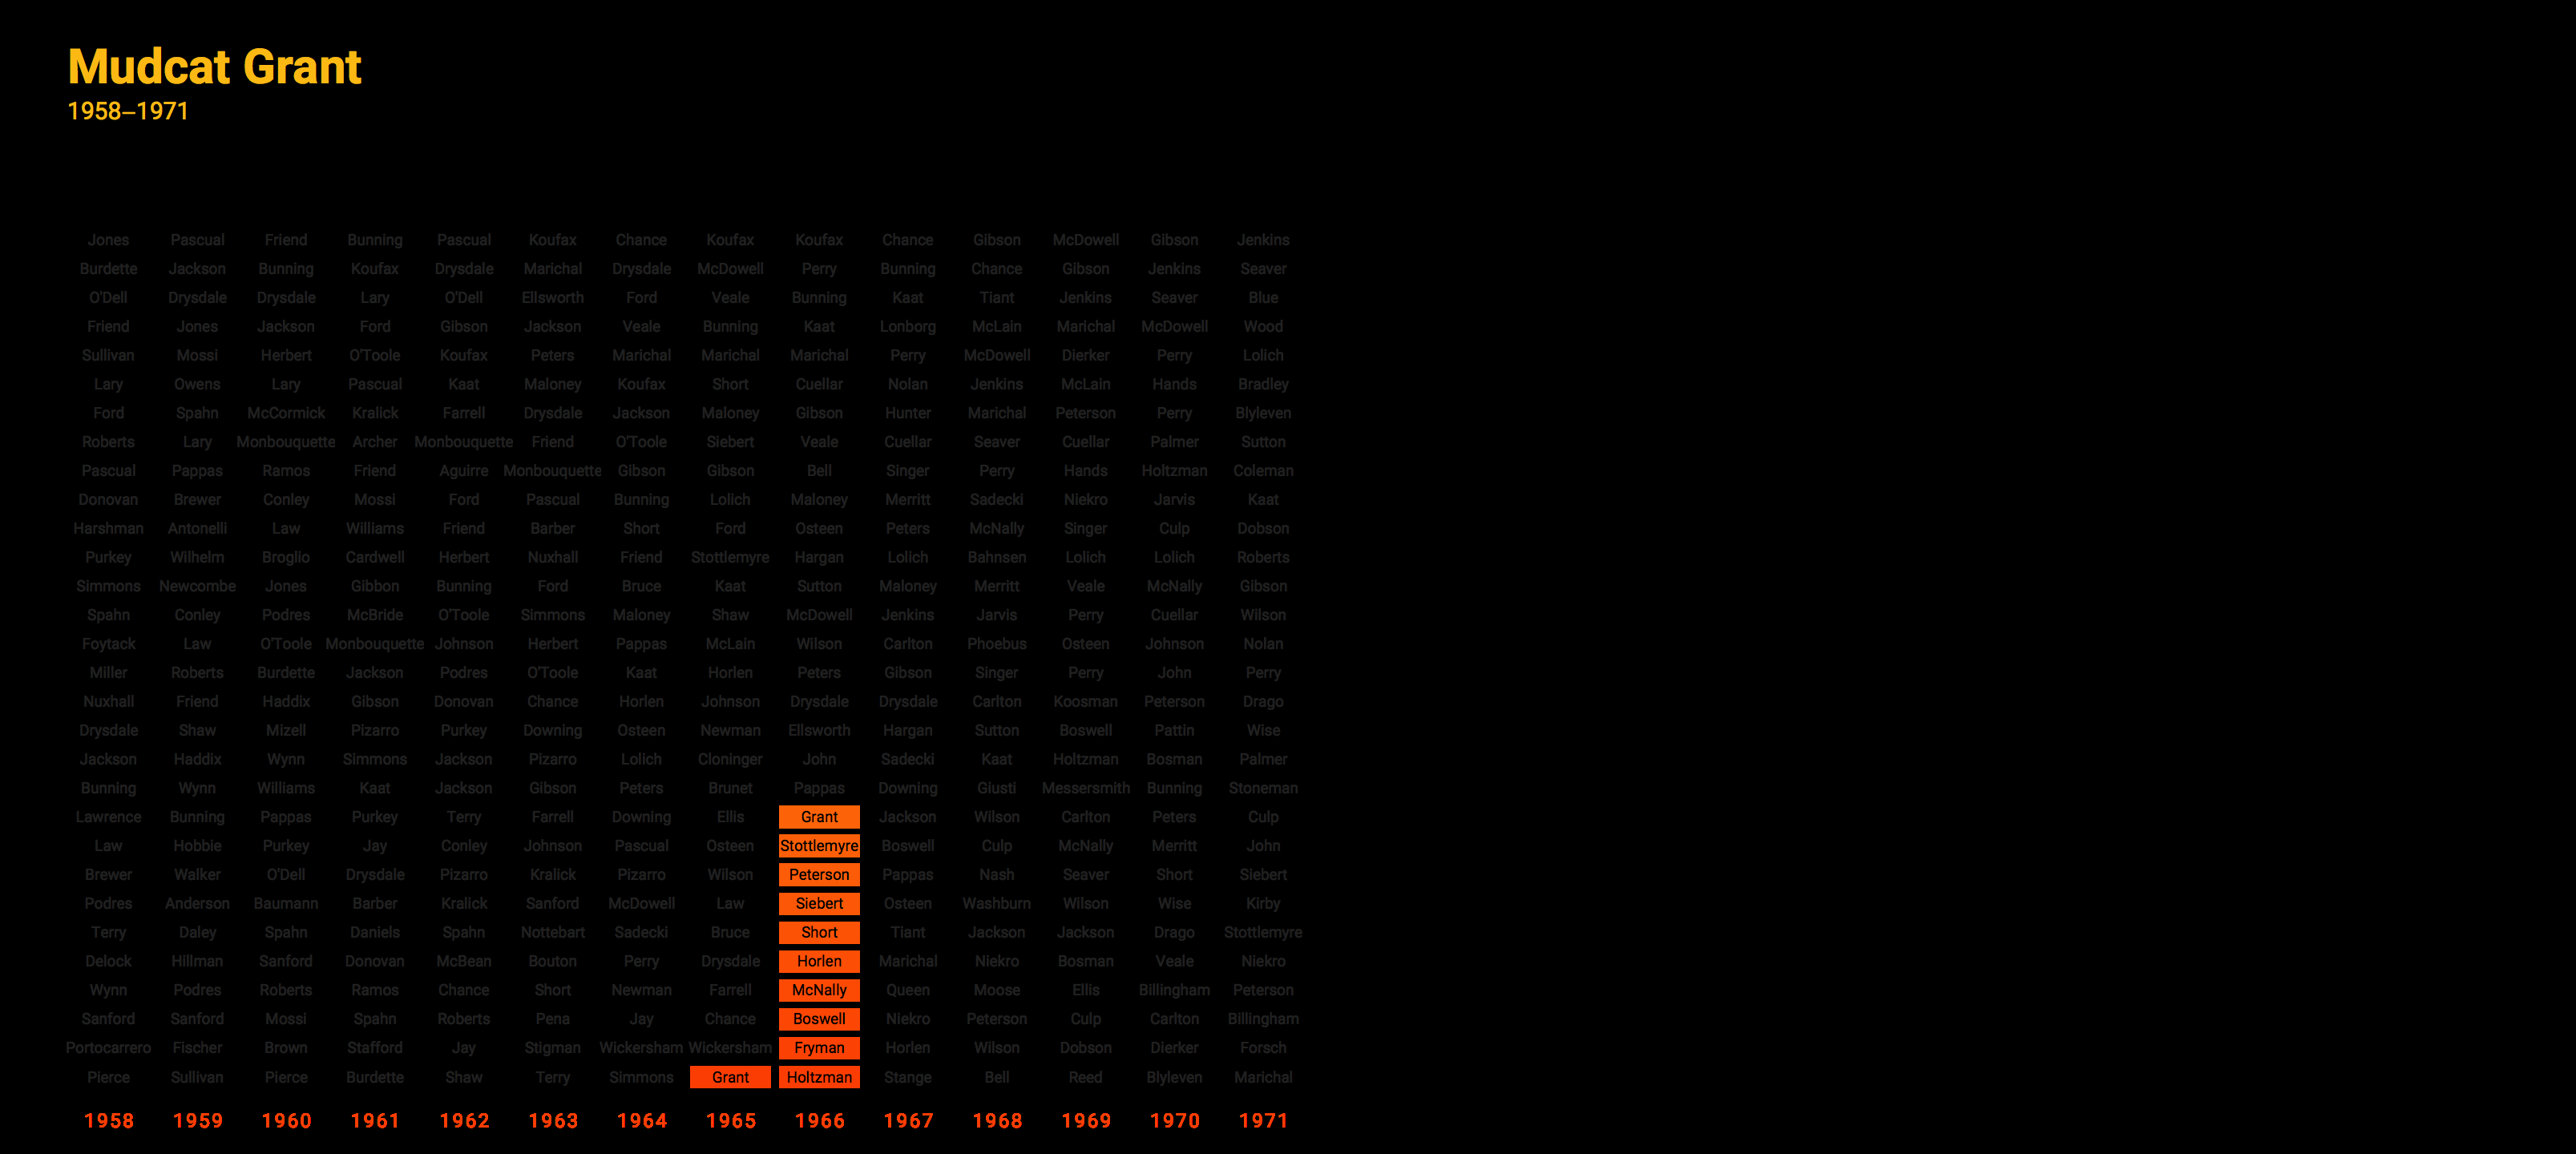 Mudcat Grant
1958–1971
Jones Pascual Friend Bunning Pascual Koufax Chance Koufax Koufax Chance Gibson McDowell Gibson Jenkins
Burdette Jackson Bunning Koufax Drysdale Marichal Drysdale McDowell Perry Bunning Chance Gibson Jenkins Seaver
O'Dell Drysdale Drysdale Lary O'Dell Ellsworth Ford Veale Bunning Kaat Tiant Jenkins Seaver Blue
Friend Jones Jackson Ford Gibson Jackson Veale Bunning Kaat Lonborg McLain Marichal McDowell Wood
Sullivan Mossi Herbert O'Toole Koufax Peters Marichal Marichal Marichal Perry McDowell Dierker Perry Lolich
Lary Owens Lary Pascual Kaat Maloney Koufax Short Cuellar Nolan Jenkins McLain Hands Bradley
Ford Spahn McCormick Kralick Farrell Drysdale Jackson Maloney Gibson Hunter Marichal Peterson Perry Blyleven
Roberts Lary Monbouquette Archer Monbouquette Friend O'Toole Siebert Veale Cuellar Seaver Cuellar Palmer Sutton
Pascual Pappas Ramos Friend Aguirre Monbouquette Gibson Gibson Bell Singer Perry Hands Holtzman Coleman
Donovan Brewer Conley Mossi Ford Pascual Bunning Lolich Maloney Merritt Sadecki Niekro Jarvis Kaat
Harshman Antonelli Law Williams Friend Barber Short Ford Osteen Peters McNally Singer Culp Dobson
Purkey Wilhelm Broglio Cardwell Herbert Nuxhall Friend Stottlemyre Hargan Lolich Bahnsen Lolich Lolich Roberts
Simmons Newcombe Jones Gibbon Bunning Ford Bruce Kaat Sutton Maloney Merritt Veale McNally Gibson
Spahn Conley Podres McBride O'Toole Simmons Maloney Shaw McDowell Jenkins Jarvis Perry Cuellar Wilson
Foytack Law O'Toole Monbouquette Johnson Herbert Pappas McLain Wilson Carlton Phoebus Osteen Johnson Nolan
Miller Roberts Burdette Jackson Podres O'Toole Kaat Horlen Peters Gibson Singer Perry John Perry
Nuxhall Friend Haddix Gibson Donovan Chance Horlen Johnson Drysdale Drysdale Carlton Koosman Peterson Drago
Drysdale Shaw Mizell Pizarro Purkey Downing Osteen Newman Ellsworth Hargan Sutton Boswell Pattin Wise
Jackson Haddix Wynn Simmons Jackson Pizarro Lolich Cloninger John Sadecki Kaat Holtzman Bosman Palmer
Bunning Wynn Williams Kaat Jackson Gibson Peters Brunet Pappas Downing Giusti Messersmith Bunning Stoneman
Lawrence Bunning Pappas Purkey Terry Farrell Downing Ellis Grant Jackson Wilson Carlton Peters Culp
Law Hobbie Purkey Jay Conley Johnson Pascual Osteen Stottlemyre Boswell Culp McNally Merritt John
Brewer Walker O'Dell Drysdale Pizarro Kralick Pizarro Wilson Peterson Pappas Nash Seaver Short Siebert
Podres Anderson Baumann Barber Kralick Sanford McDowell Law Siebert Osteen Washburn Wilson Wise Kirby
Terry Daley Spahn Daniels Spahn Nottebart Sadecki Bruce Short Tiant Jackson Jackson Drago Stottlemyre
Delock Hillman Sanford Donovan McBean Bouton Perry Drysdale Horlen Marichal Niekro Bosman Veale Niekro
Wynn Podres Roberts Ramos Chance Short Newman Farrell McNally Queen Moose Ellis Billingham Peterson
Sanford Sanford Mossi Spahn Roberts Pena Jay Chance Boswell Niekro Peterson Culp Carlton Billingham
Portocarrero Fischer Brown Stafford Jay Stigman Wickersham Wickersham Fryman Horlen Wilson Dobson Dierker Forsch
Pierce Sullivan Pierce Burdette Shaw Terry Simmons Grant Holtzman Stange Bell Reed Blyleven Marichal
1958 1959 1960 1961 1962 1963 1964 1965 1966 1967 1968 1969 1970 1971